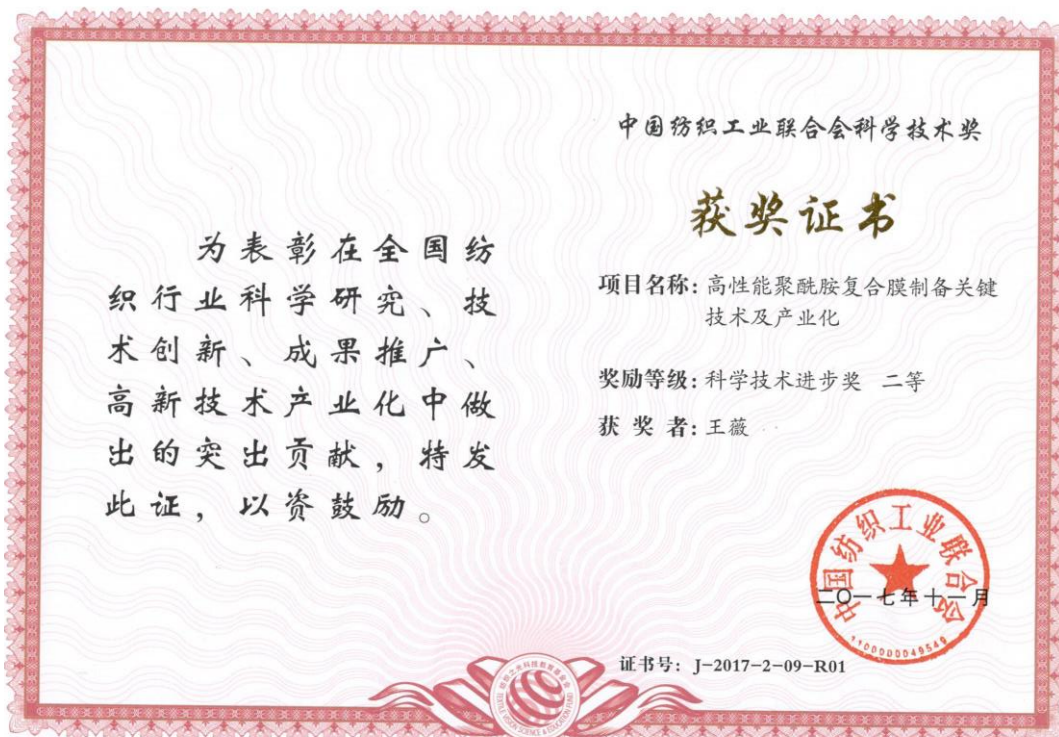 为表彰在全国纺
织行业科学研究、技
术创新、成果推广、
高新技术产业化中做
出的突出贡献，特发
此证，以资鼓励。
中国纺织工业联合会科学技术奖
获奖证书
项目名称：高性能聚酰胺复合膜制备关键
技术及产业化
奖励等级：科学技术进步奖 二等
获奖者：王薇
中国纺织工业联合会
二〇一七年十一月
1100000049549
证书号：J-2017-2-09-R01